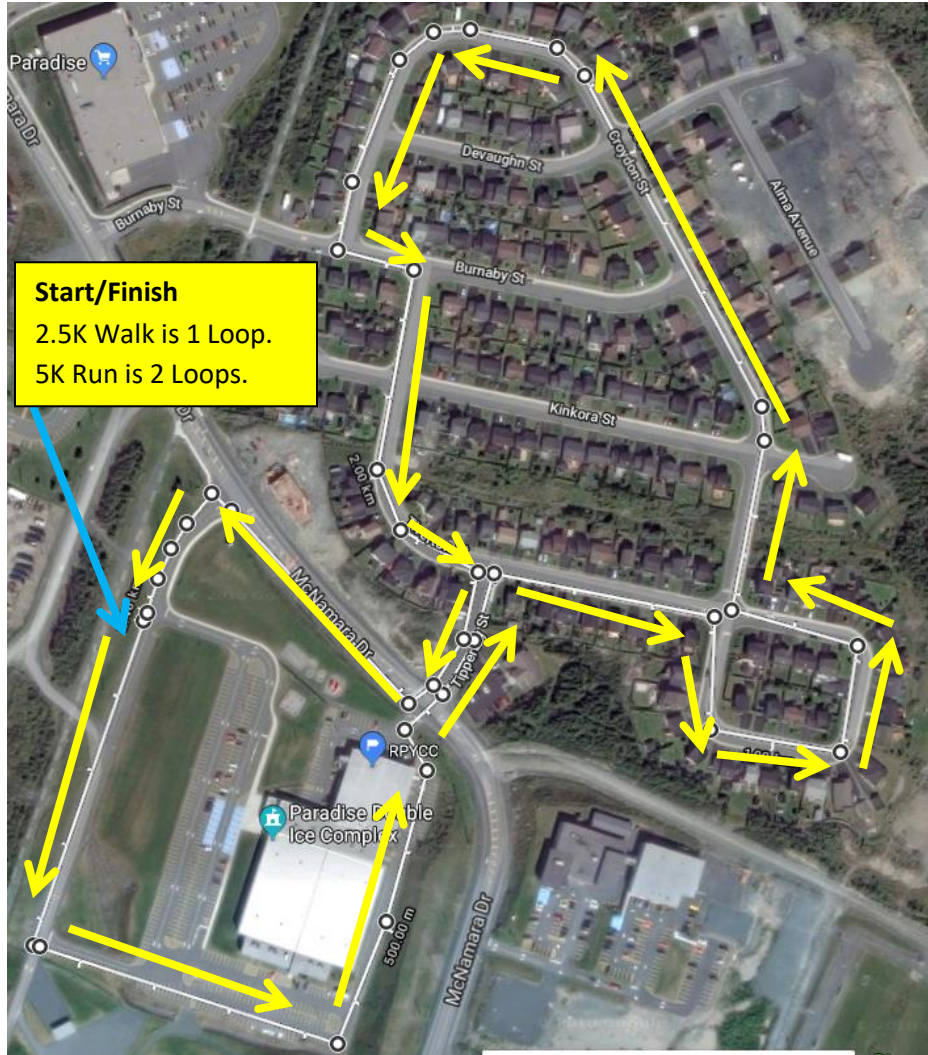 Paradise
Devaughn St
Croydon St
Alma Avenue
Burnaby St
Burnaby St
Start/Finish
2.5K Walk is 1 Loop.
5K Run is 2 Loops.
Dr
Kinkora St
2.00 km
McNamara Dr
St
RPYCC
Paradise Double
Ice Complex
500.00 m
McNamara Dr